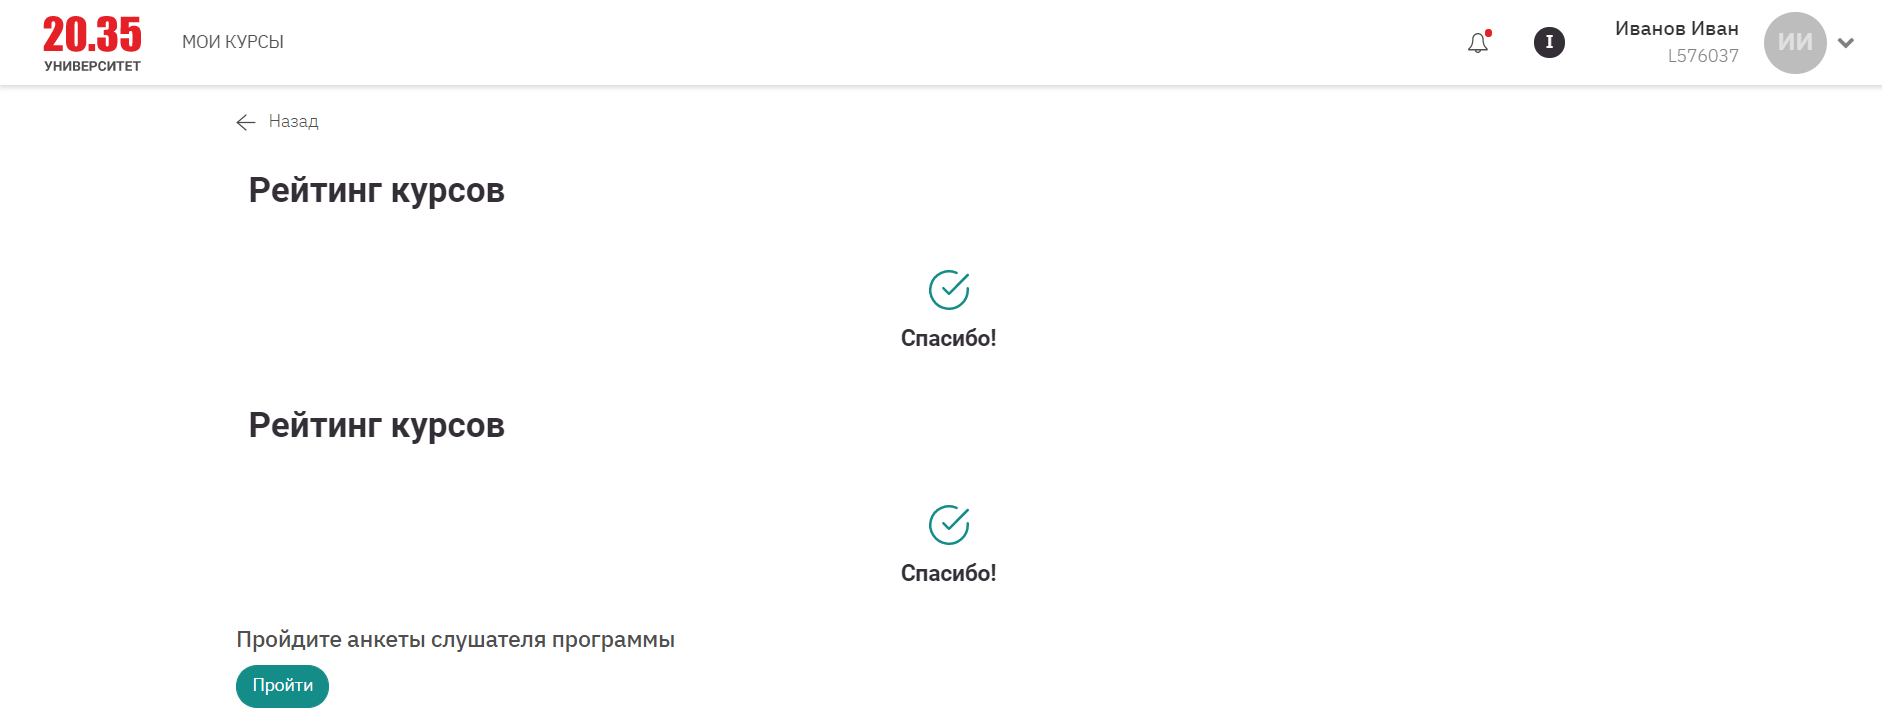 20.35
УНИВЕРСИТЕТ
МОИ КУРСЫ
I
Иванов Иван
L576037
ИИ
Назад
Рейтинг курсов
Спасибо!
Рейтинг курсов
Спасибо!
Пройдите анкеты слушателя программы
Пройти